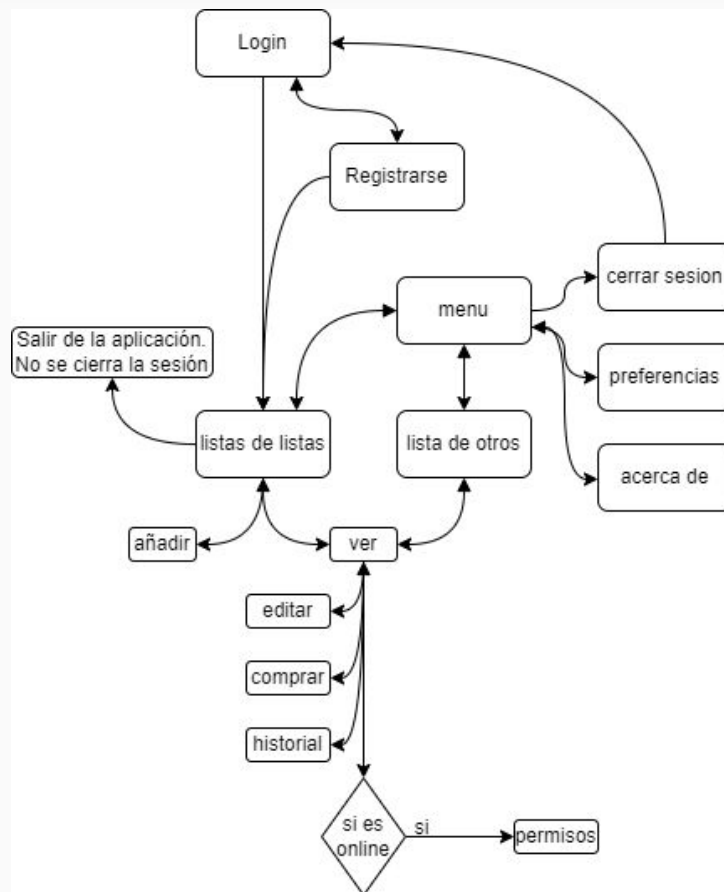 Login
Registrarse
cerrar sesion
menu
Salir de la aplicación.
No se cierra la sesión
preferencias
listas de listas
lista de otros
acerca de
añadir
ver
editar
comprar
historial
si es
online
si
permisos